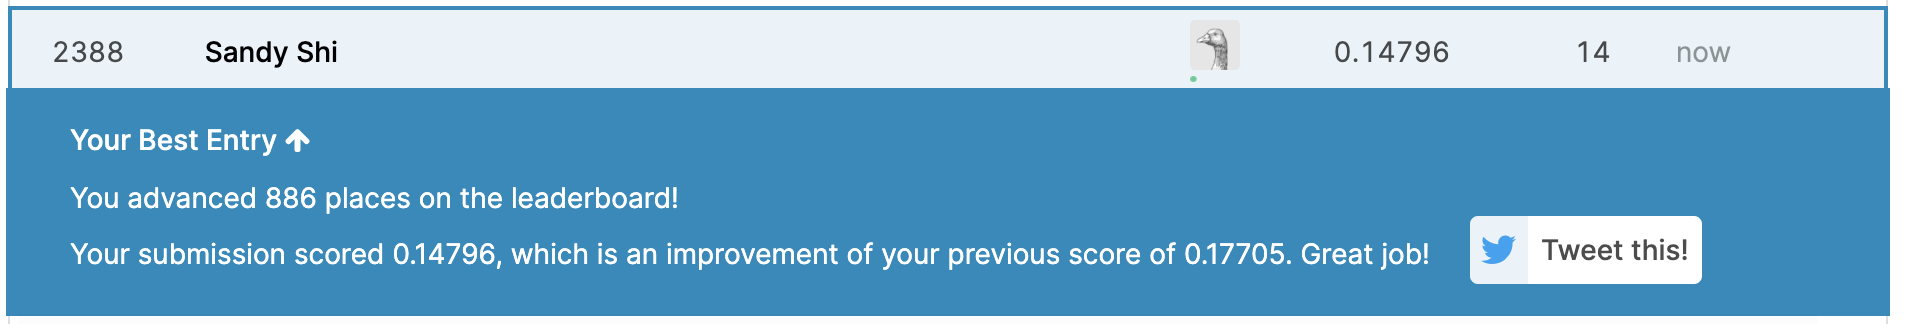 2388 Sandy Shi 0.14796 14 now
Your Best Entry
You advanced 886 places on the leaderboard!
Your submission scored 0.14796, which is an improvement of your previous score of 0.17705. Great job!
Tweet this!